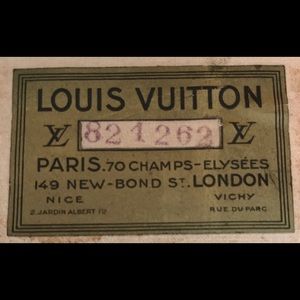 LOUIS VUITTON
LV 821262 LV
PARIS. 70 CHAMPS-ELYSÉES
149 NEW-BOND ST. LONDON
NICE VICHY
2. JARDIN ALBERT 1ER RUE DU PARC